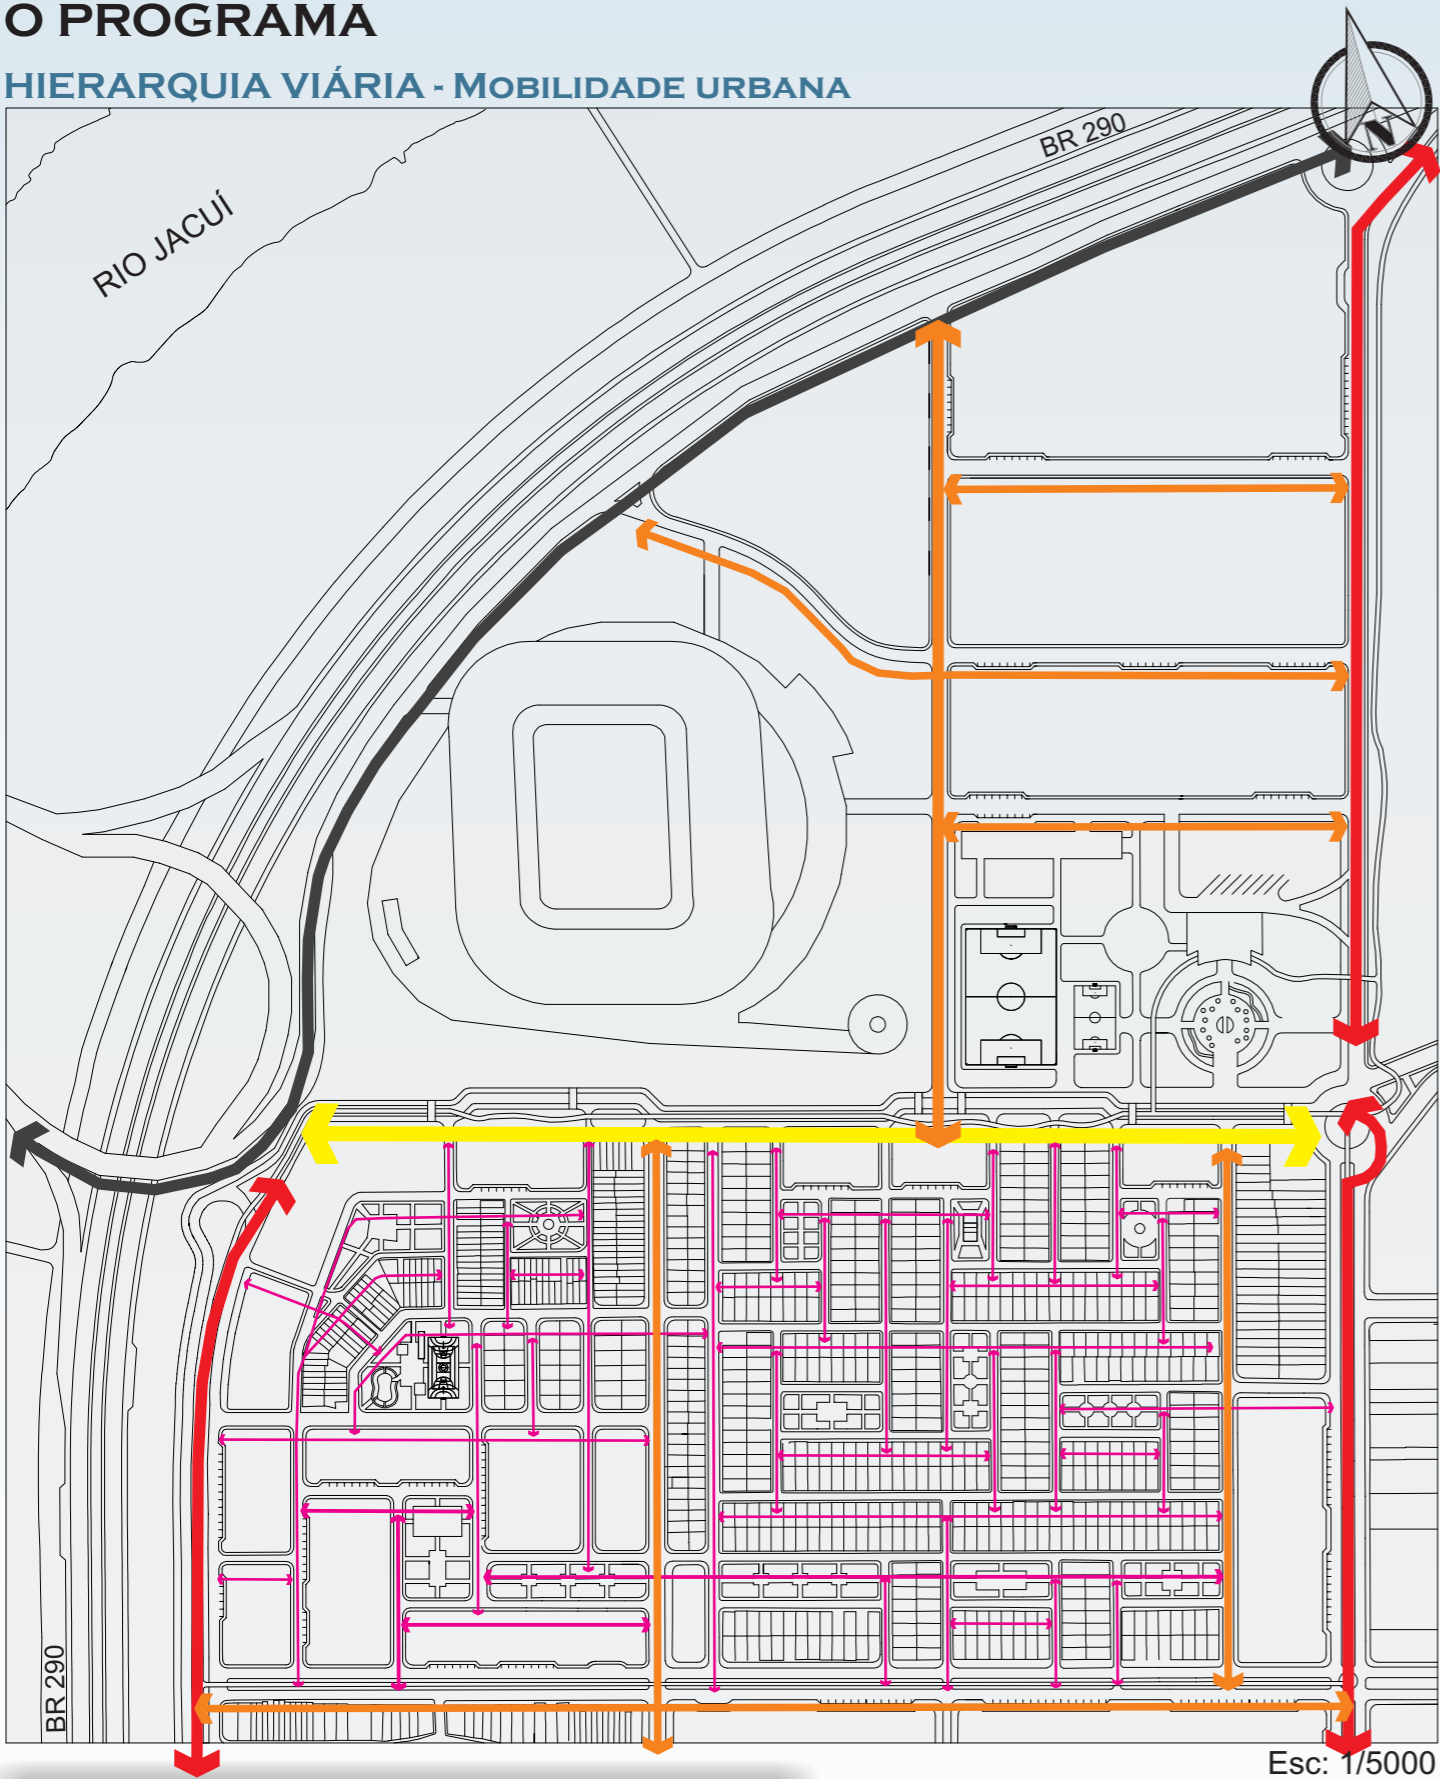 O PROGRAMA
HIERARQUIA VIÁRIA - MOBILIDADE URBANA
BR 290
N
RIO JACUÍ
BR 290
Esc: 1/5000